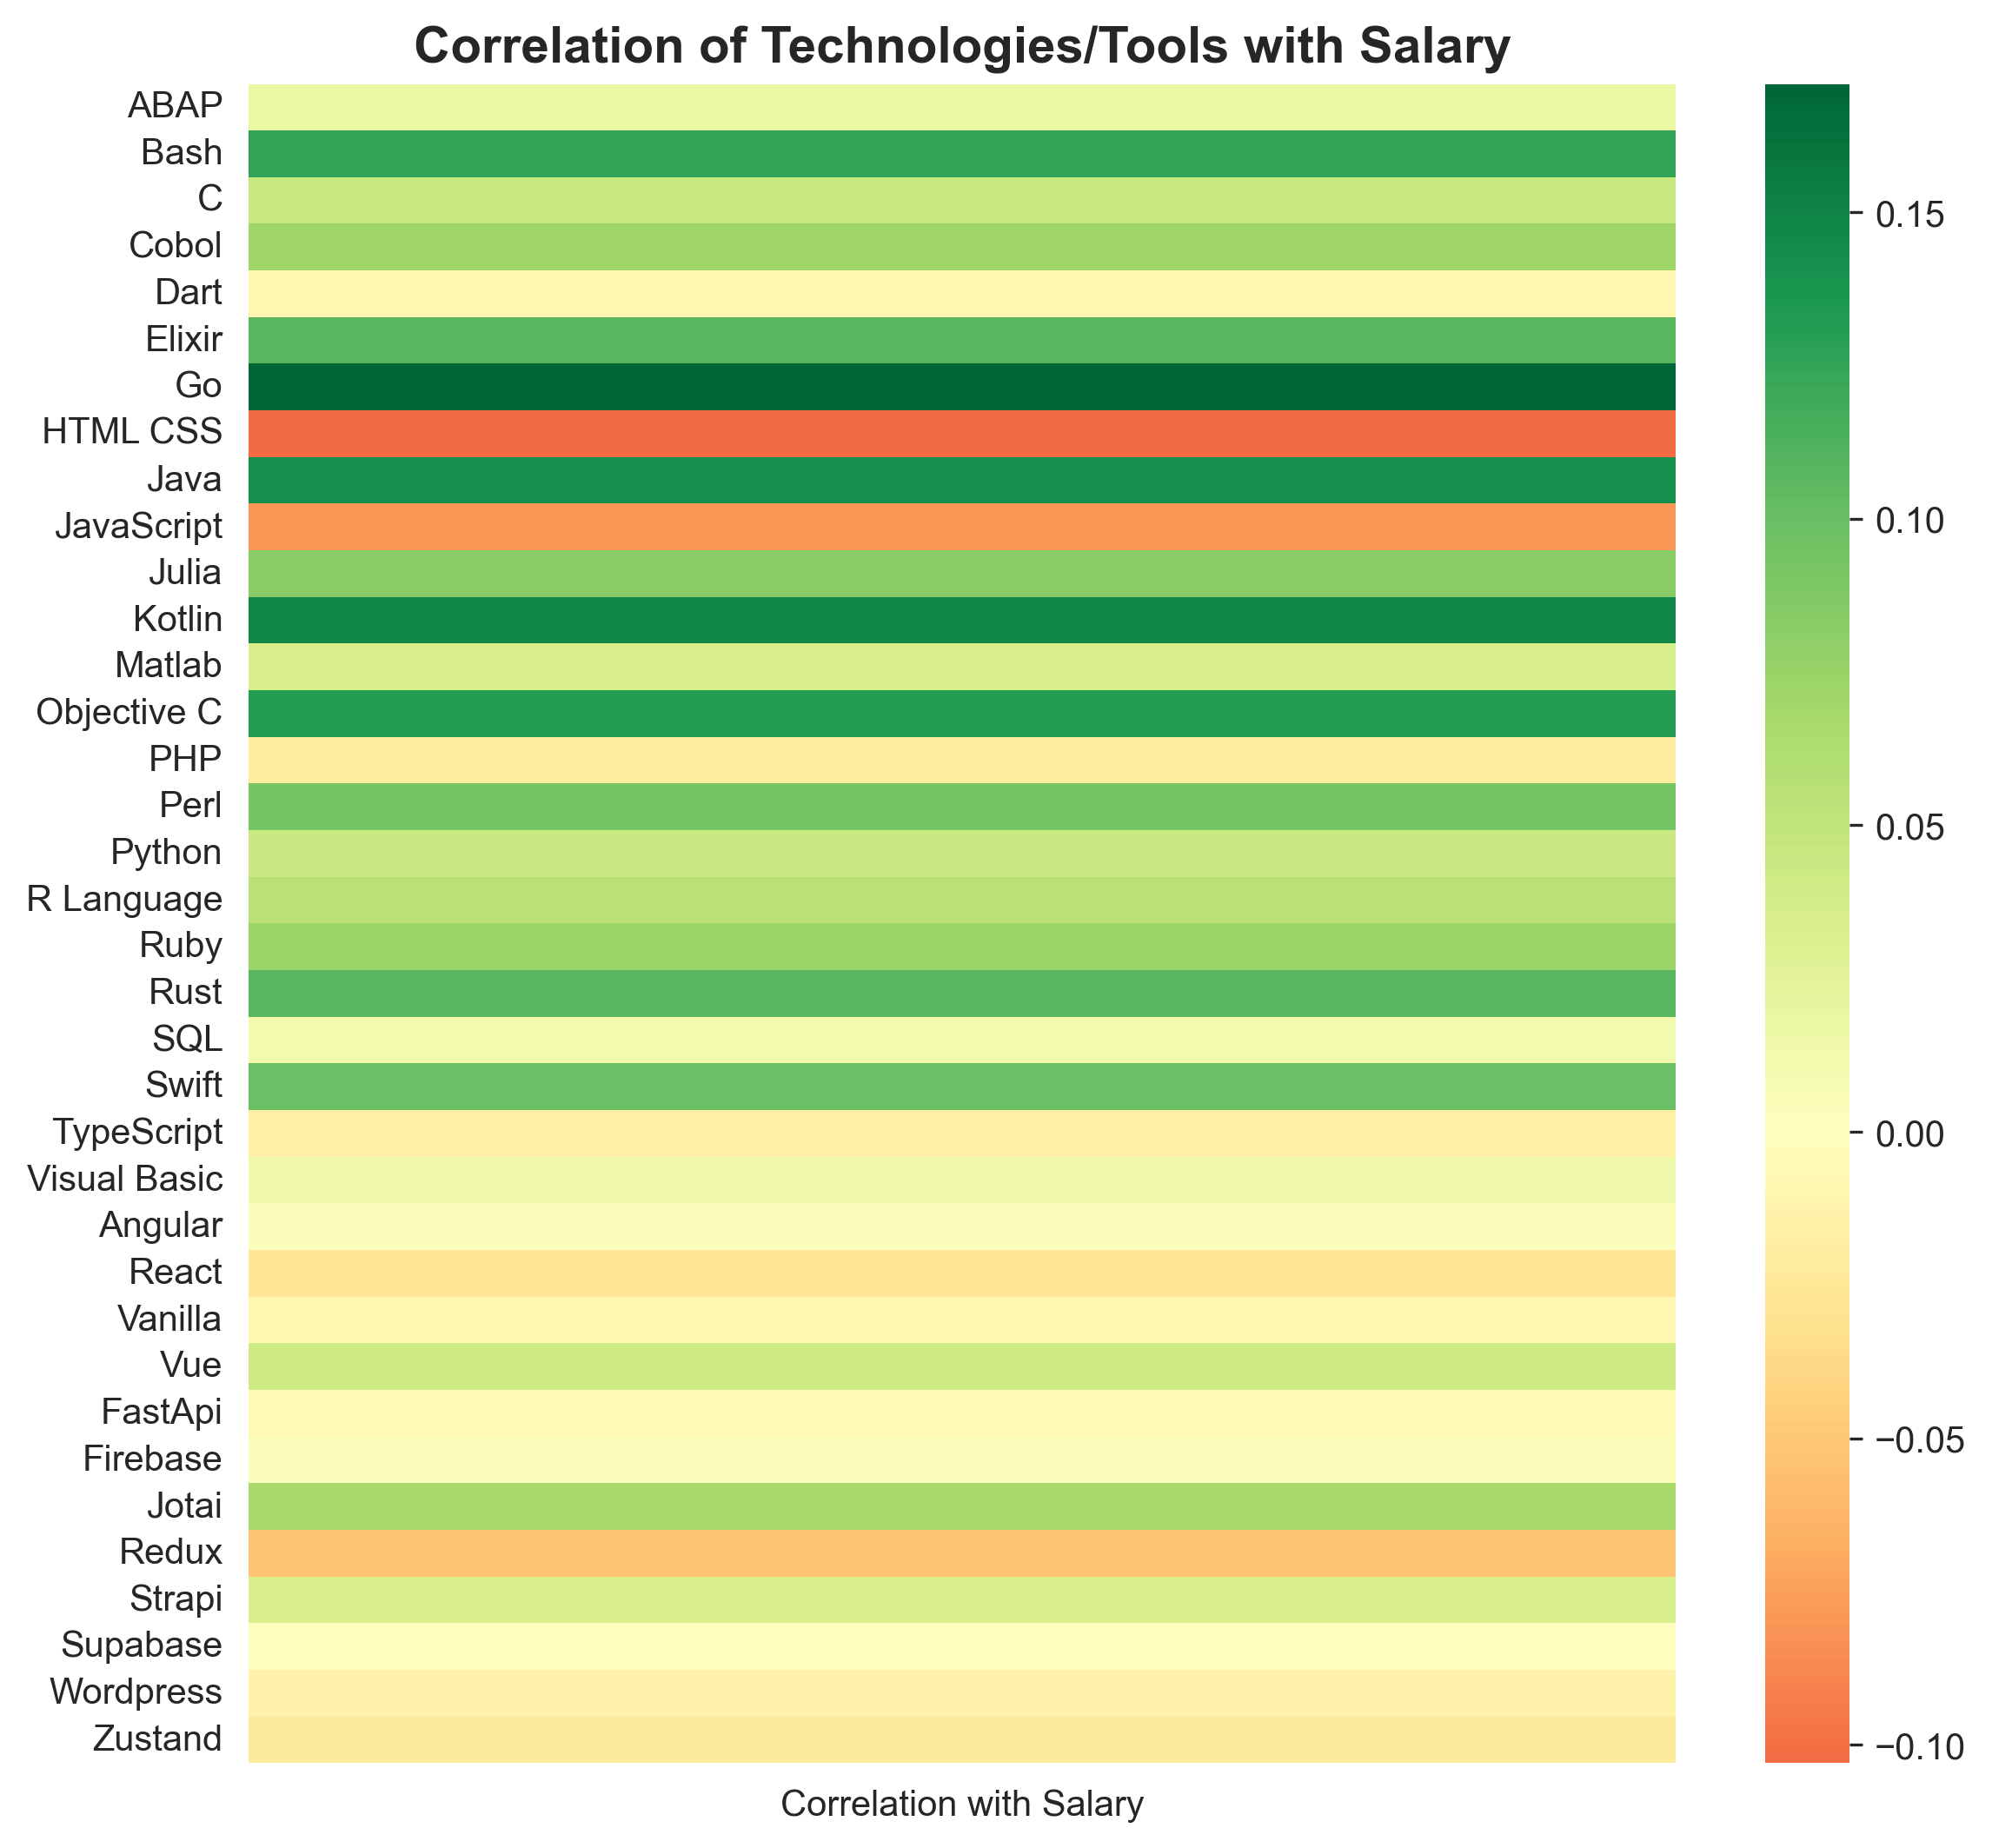 Correlation of Technologies/Tools with Salary
ABAP
Bash
C
Cobol
Dart
Elixir
Go
HTML CSS
Java
JavaScript
Julia
Kotlin
Matlab
Objective C
PHP
Perl
Python
R Language
Ruby
Rust
SQL
Swift
TypeScript
Visual Basic
Angular
React
Vanilla
Vue
FastApi
Firebase
Jotai
Redux
Strapi
Supabase
Wordpress
Zustand
Correlation with Salary
0.15
0.10
0.05
0.00
−0.05
−0.10